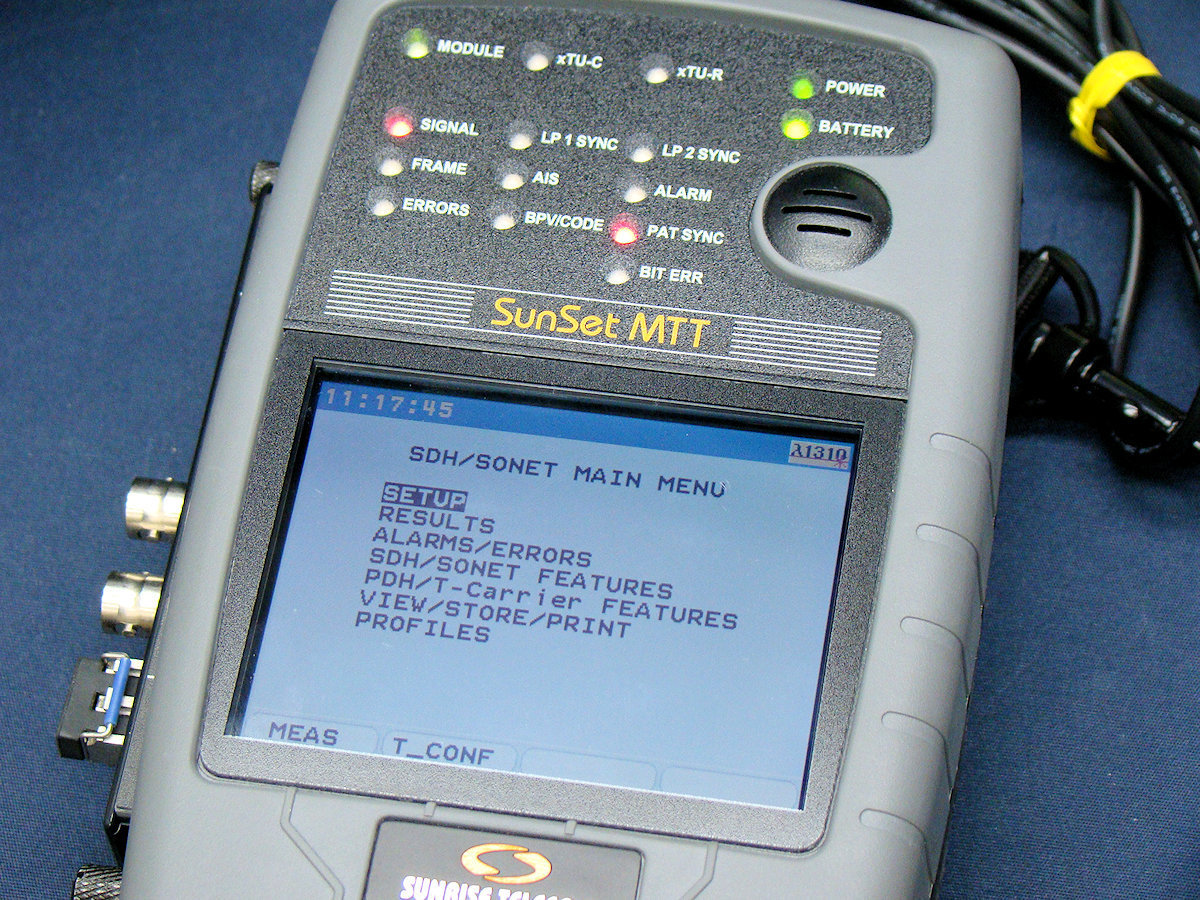 MODULE
xTU-C
xTU-R
POWER
SIGNAL
LP 1 SYNC
LP 2 SYNC
BATTERY
FRAME
AIS
ALARM
ERRORS
BPV/CODE
PAT SYNC
BIT ERR
SunSet MTT
11:17:45
λ1310
SDH/SONET MAIN MENU
SETUP
RESULTS
ALARMS/ERRORS
SDH/SONET FEATURES
PDH/T-Carrier FEATURES
VIEW/STORE/PRINT
PROFILES
MEAS
T_CONF
SUNRISE